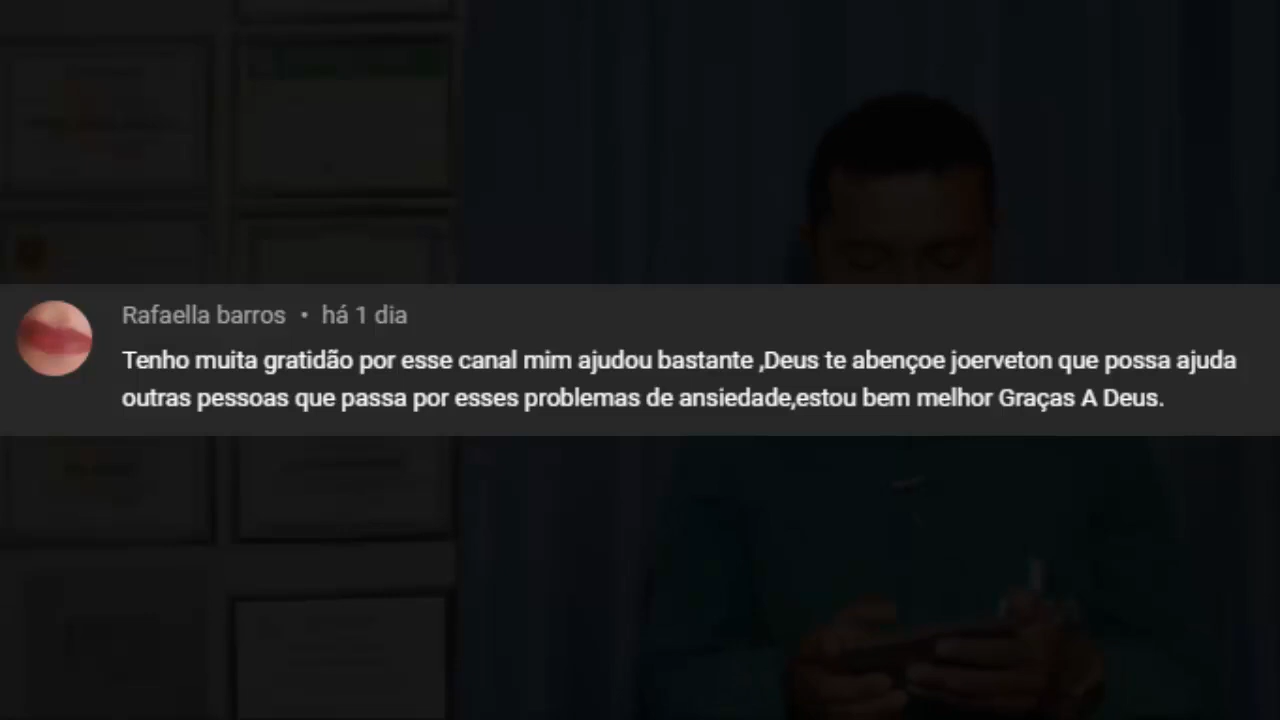 Rafaella barros • há 1 dia
Tenho muita gratidão por esse canal mim ajudou bastante ,Deus te abençoe joerveton que possa ajuda
outras pessoas que passa por esses problemas de ansiedade,estou bem melhor Graças A Deus.